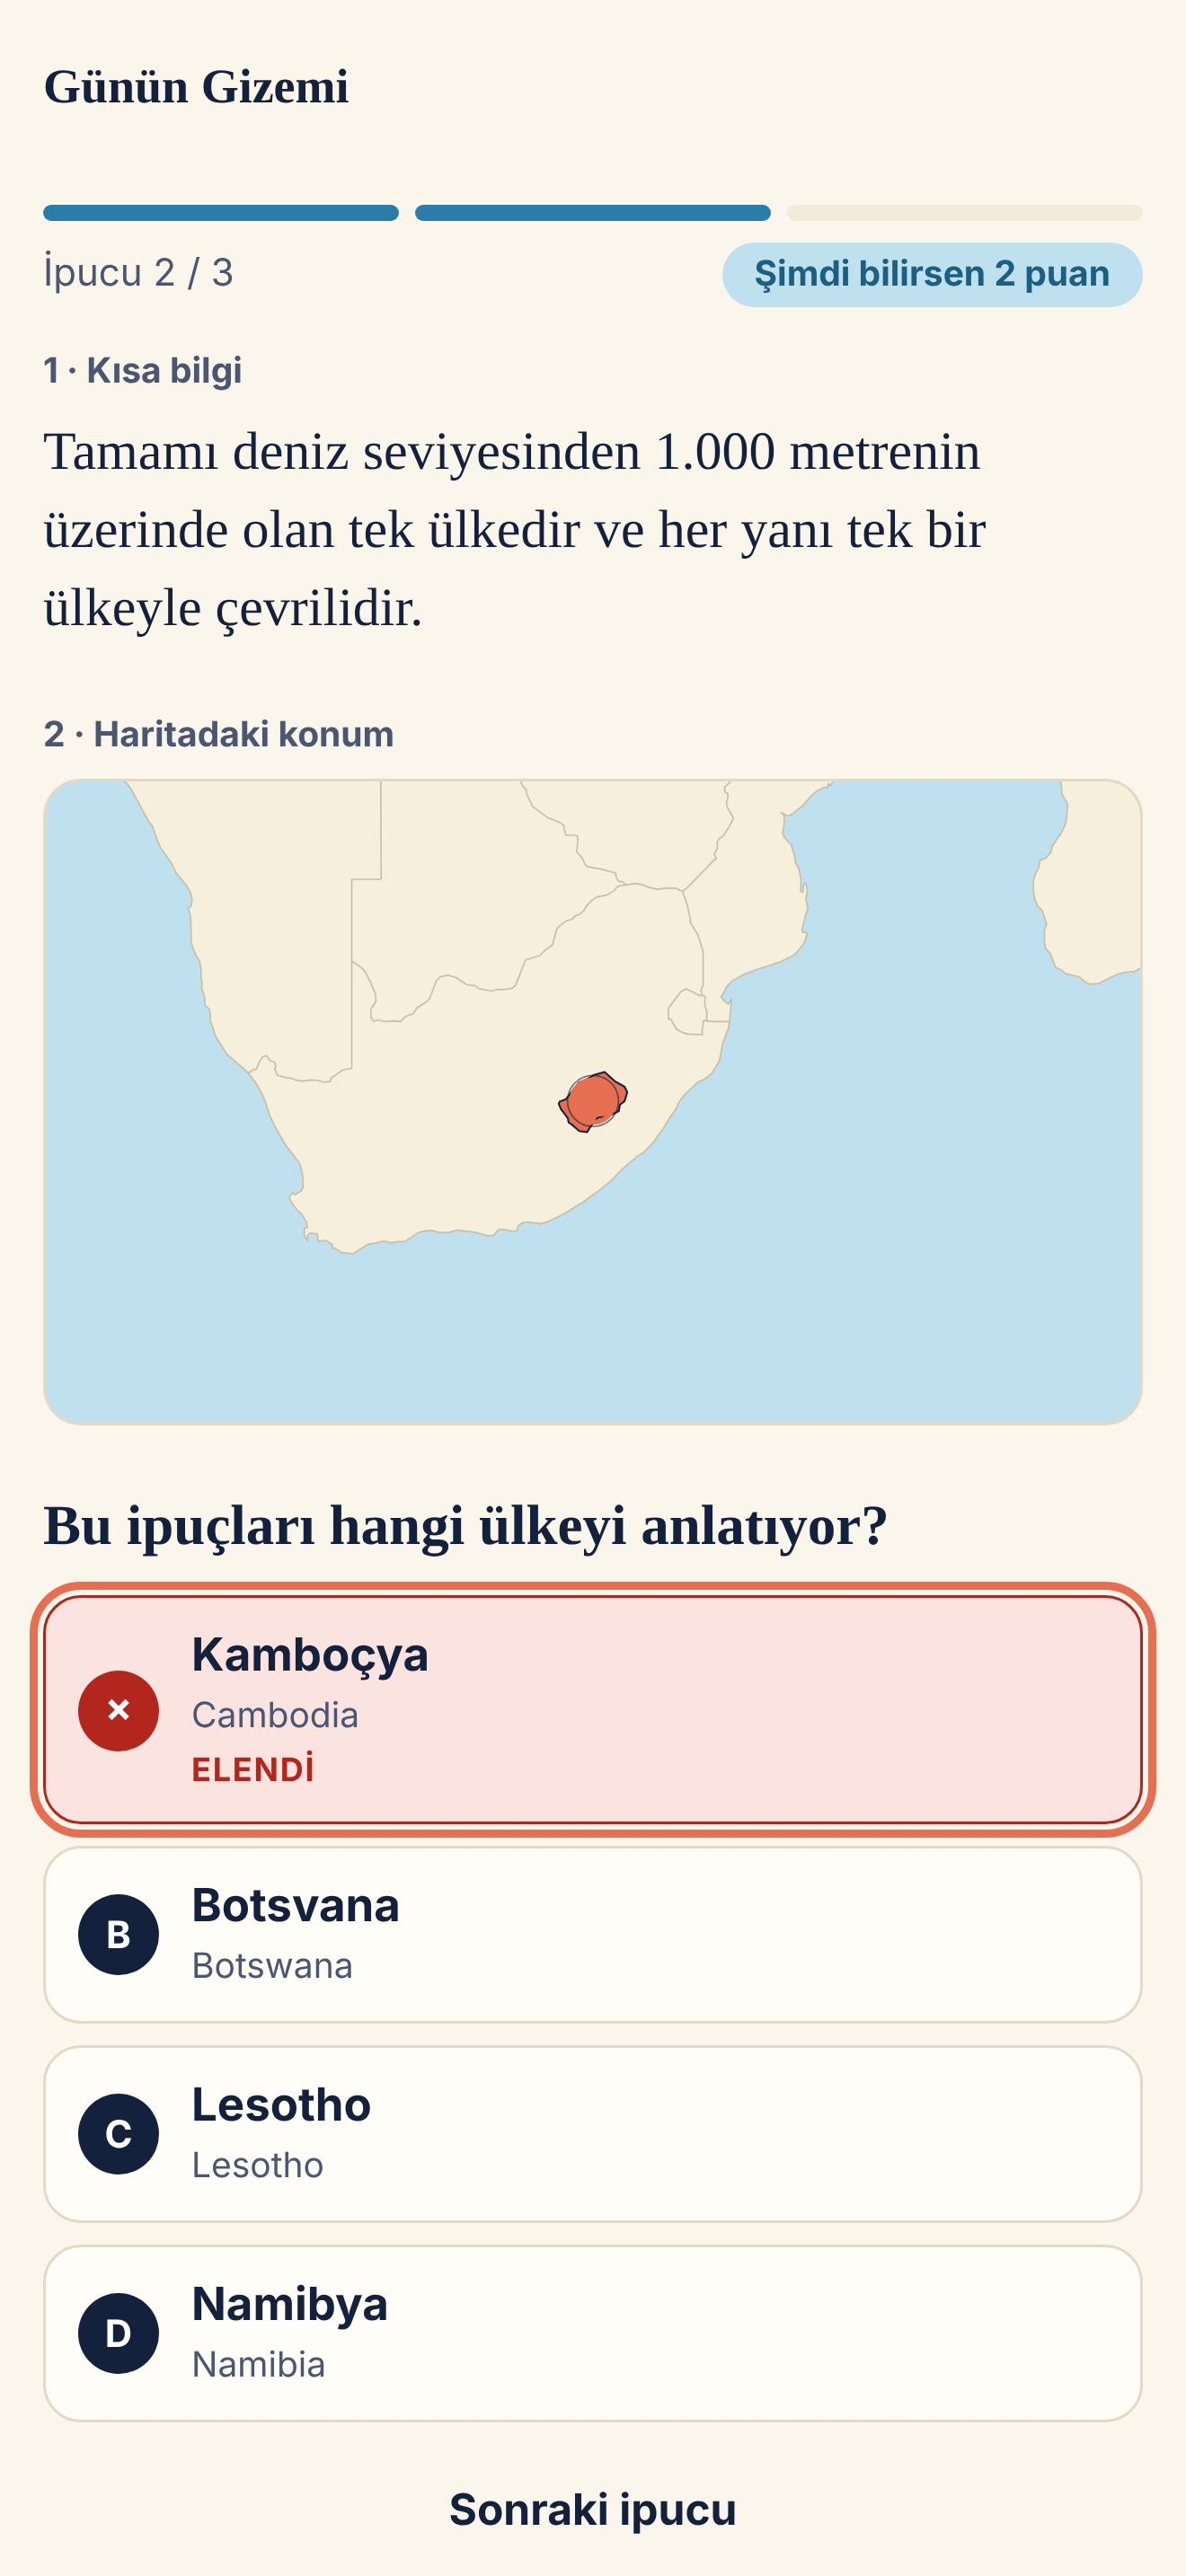 Günün Gizemi
İpucu 2 / 3
Şimdi bilirsen 2 puan
1 · Kısa bilgi
Tamamı deniz seviyesinden 1.000 metrenin
üzerinde olan tek ülkedir ve her yanı tek bir
ülkeyle çevrilidir.
2 · Haritadaki konum
Bu ipuçları hangi ülkeyi anlatıyor?
×
Kamboçya
Cambodia
ELENDİ
B
Botsvana
Botswana
C
Lesotho
Lesotho
D
Namibya
Namibia
Sonraki ipucu